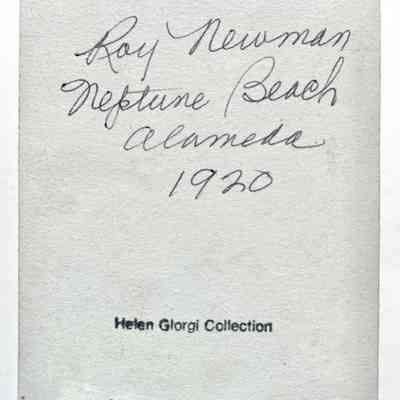 Roy Newman
Neptune Beach
Alameda
1920
Helen Giorgi Collection